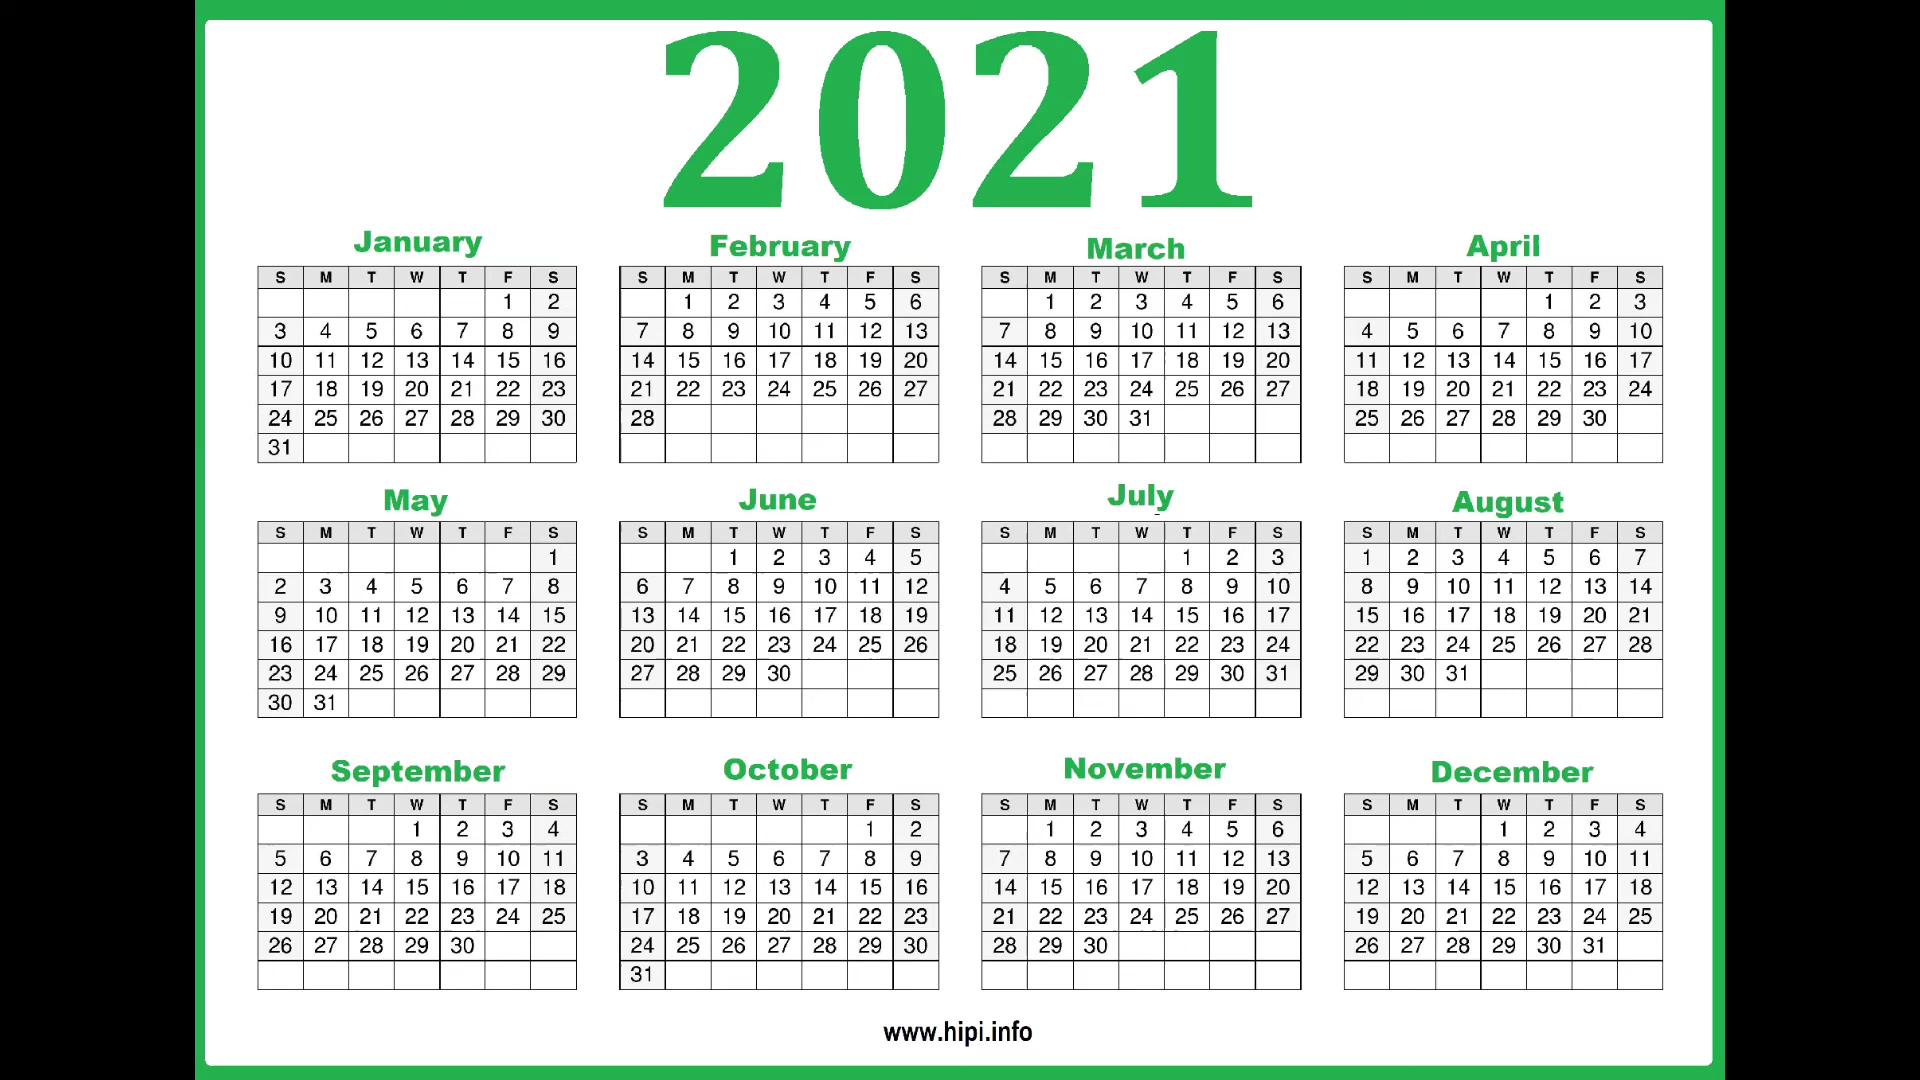 2021
January February March April
S M T W T F S S M T W T F S S M T W T F S S M T W T F S
1 2 1 2 3 4 5 6 1 2 3 4 5 6 1 2 3
3 4 5 6 7 8 9 7 8 9 10 11 12 13 7 8 9 10 11 12 13 4 5 6 7 8 9 10
10 11 12 13 14 15 16 14 15 16 17 18 19 20 14 15 16 17 18 19 20 11 12 13 14 15 16 17
17 18 19 20 21 22 23 21 22 23 24 25 26 27 21 22 23 24 25 26 27 18 19 20 21 22 23 24
24 25 26 27 28 29 30 28 28 29 30 31 25 26 27 28 29 30
31
May June July August
S M T W T F S S M T W T F S S M T W T F S S M T W T F S
1 1 2 3 4 5 1 2 3 1 2 3 4 5 6 7
2 3 4 5 6 7 8 6 7 8 9 10 11 12 4 5 6 7 8 9 10 8 9 10 11 12 13 14
9 10 11 12 13 14 15 13 14 15 16 17 18 19 11 12 13 14 15 16 17 15 16 17 18 19 20 21
16 17 18 19 20 21 22 20 21 22 23 24 25 26 18 19 20 21 22 23 24 22 23 24 25 26 27 28
23 24 25 26 27 28 29 27 28 29 30 25 26 27 28 29 30 31 29 30 31
30 31
September October November December
S M T W T F S S M T W T F S S M T W T F S S M T W T F S
1 2 3 4 1 2 1 2 3 4 5 6 1 2 3 4
5 6 7 8 9 10 11 3 4 5 6 7 8 9 7 8 9 10 11 12 13 5 6 7 8 9 10 11
12 13 14 15 16 17 18 10 11 12 13 14 15 16 14 15 16 17 18 19 20 12 13 14 15 16 17 18
19 20 21 22 23 24 25 17 18 19 20 21 22 23 21 22 23 24 25 26 27 19 20 21 22 23 24 25
26 27 28 29 30 24 25 26 27 28 29 30 28 29 30 26 27 28 29 30 31
31
www.hipi.info